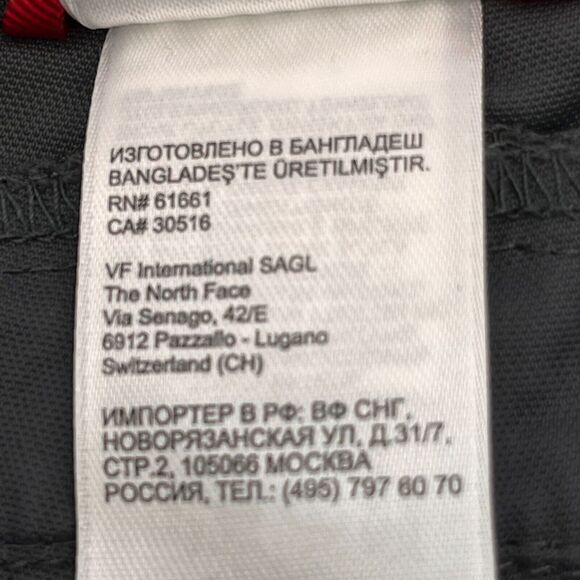 ИЗГОТОВЛЕНО В БАНГЛАДЕШ
BANGLADEŞ'TE ÜRETILMIŞTIR.
RN# 61661
CA# 30516
VF International SAGL
The North Face
Via Senago, 42/E
6912 Pazzallo - Lugano
Switzerland (CH)
ИМПОРТЕР В РФ: ВФ СНГ,
НОВОРЯЗАНСКАЯ УЛ, Д.31/7,
СТР.2, 105066 МОСКВА
РОССИЯ, ТЕЛ.: (495) 797 60 70